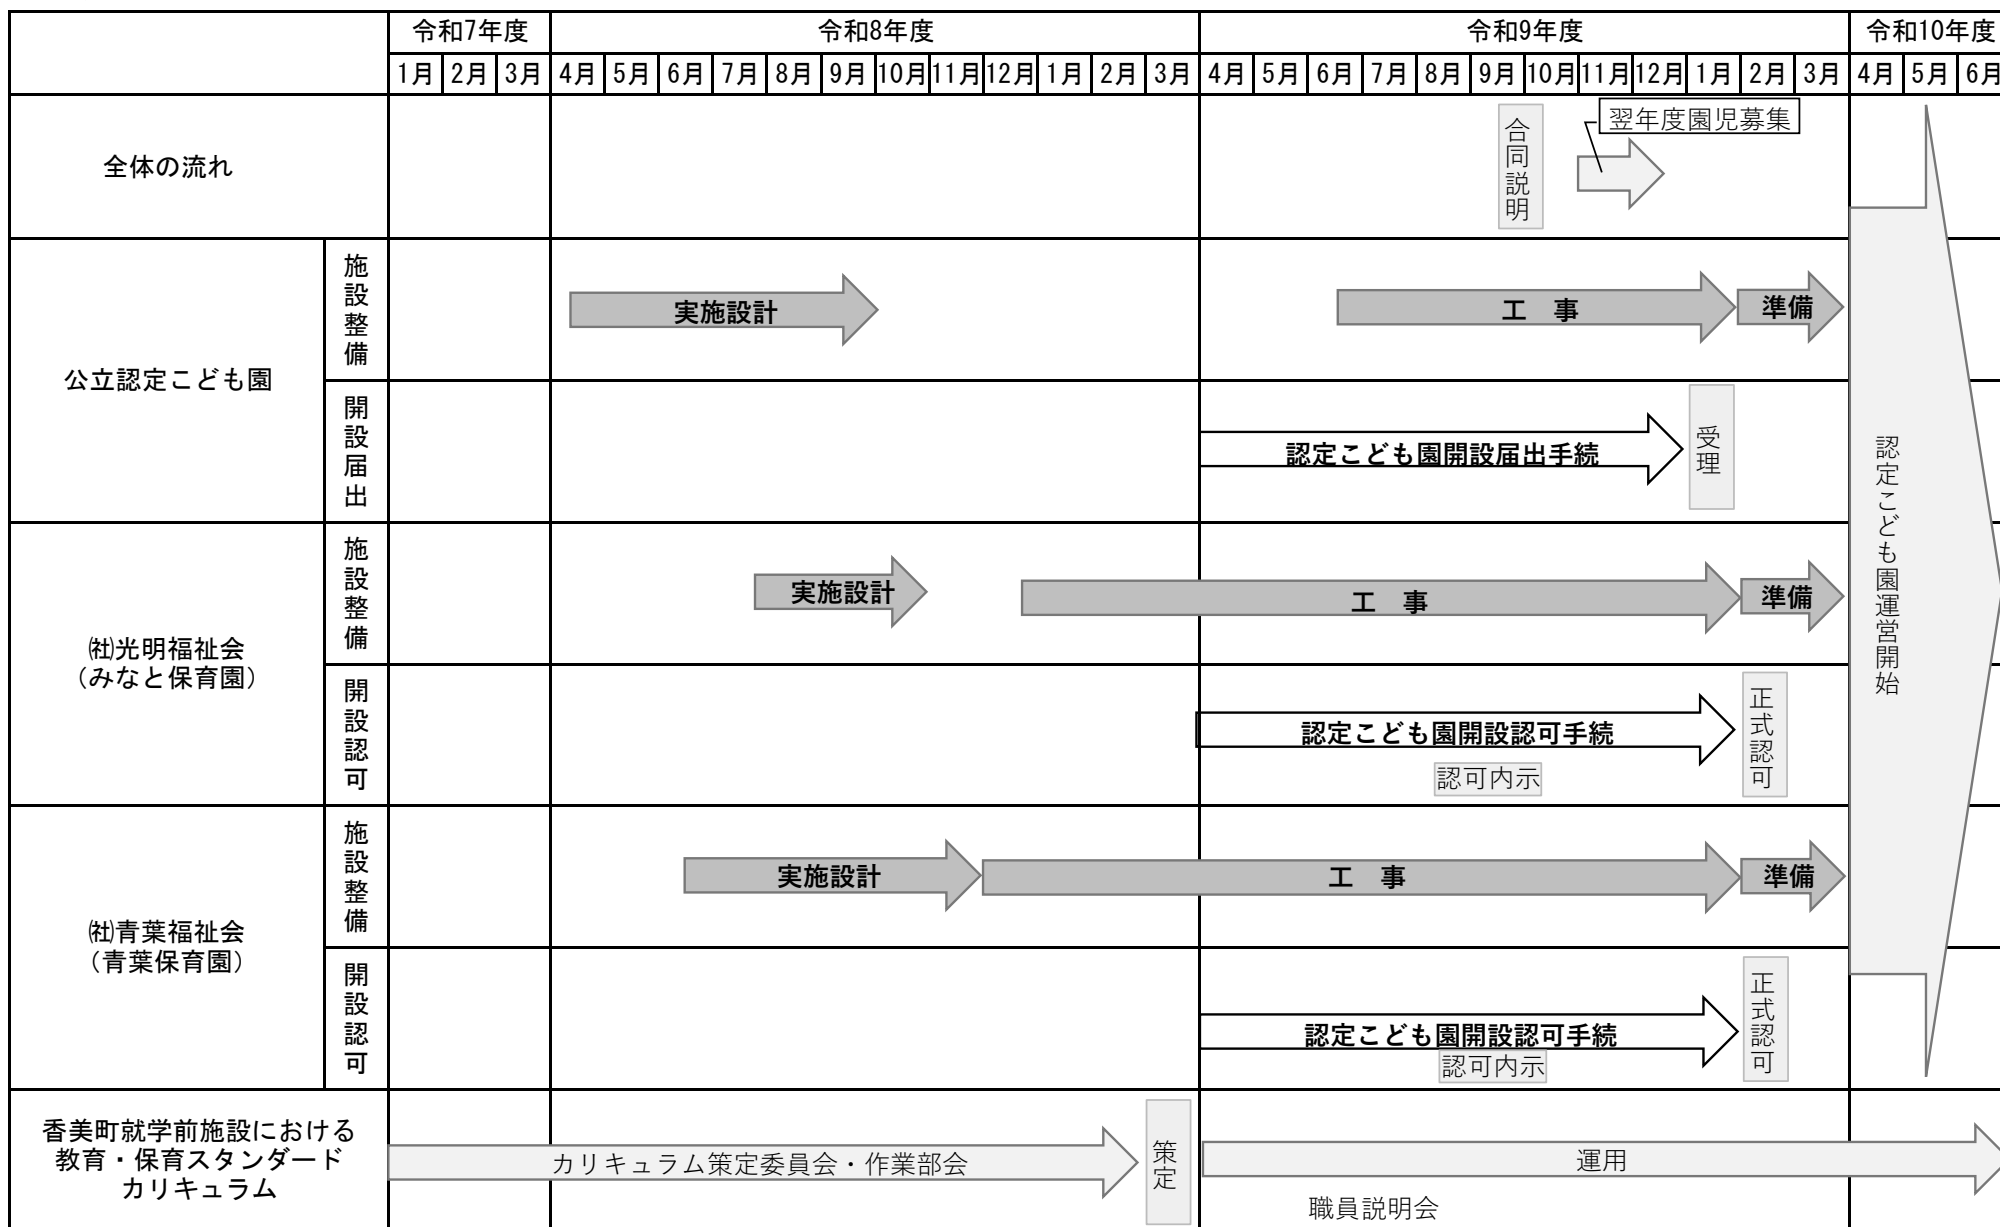 令和7年度 令和8年度 令和9年度 令和10年度
1月 2月 3月 4月 5月 6月 7月 8月 9月 10月 11月 12月 1月 2月 3月 4月 5月 6月 7月 8月 9月 10月 11月 12月 1月 2月 3月 4月 5月 6月
全体の流れ
合同説明
翌年度園児募集
公立認定こども園
施設整備
実施設計
工　事
準備
開設届出
認定こども園開設届出手続
受理
㈳光明福祉会
（みなと保育園）
施設整備
実施設計
工　事
準備
開設認可
認定こども園開設認可手続
認可内示
正式認可
㈳青葉福祉会
（青葉保育園）
施設整備
実施設計
工　事
準備
開設認可
認定こども園開設認可手続
認可内示
正式認可
認定こども園運営開始
香美町就学前施設における
教育・保育スタンダード
カリキュラム
カリキュラム策定委員会・作業部会
策定
運用
職員説明会